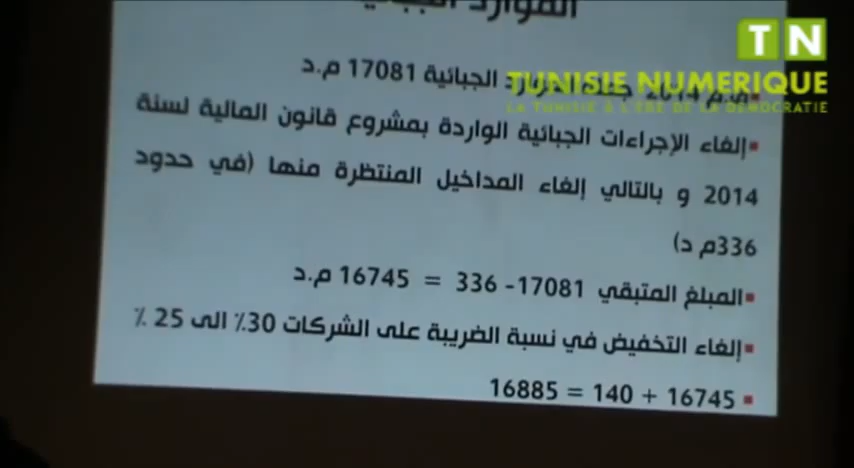 الموارد
TN
TUNISIE NUMERIQUE
LA TUNISIE À L'ÈRE DE LA DÉMOCRATIE
2014 الجبائية 17081 م.د
إلغاء الإجراءات الجبائية الواردة بمشروع قانون المالية لسنة
2014 و بالتالي إلغاء المداخيل المنتظرة منها (في حدود
336م د)
المبلغ المتبقي 17081- 336 = 16745 م.د
إلغاء التخفيض في نسبة الضريبة على الشركات 30٪ الى 25 ٪
16745 + 140 = 16885